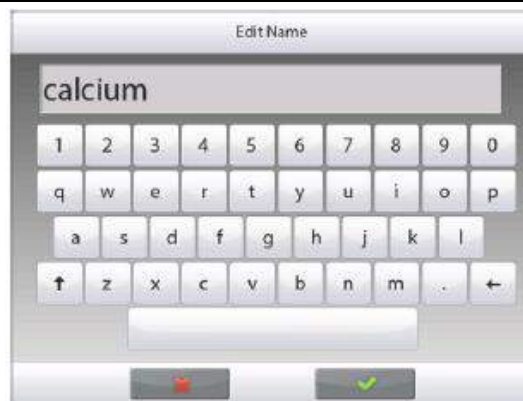 Edit Name
calcium
1 2 3 4 5 6 7 8 9 0
q w e r t y u i o p
a s d f g h j k l
↑ z x c v b n m . ←